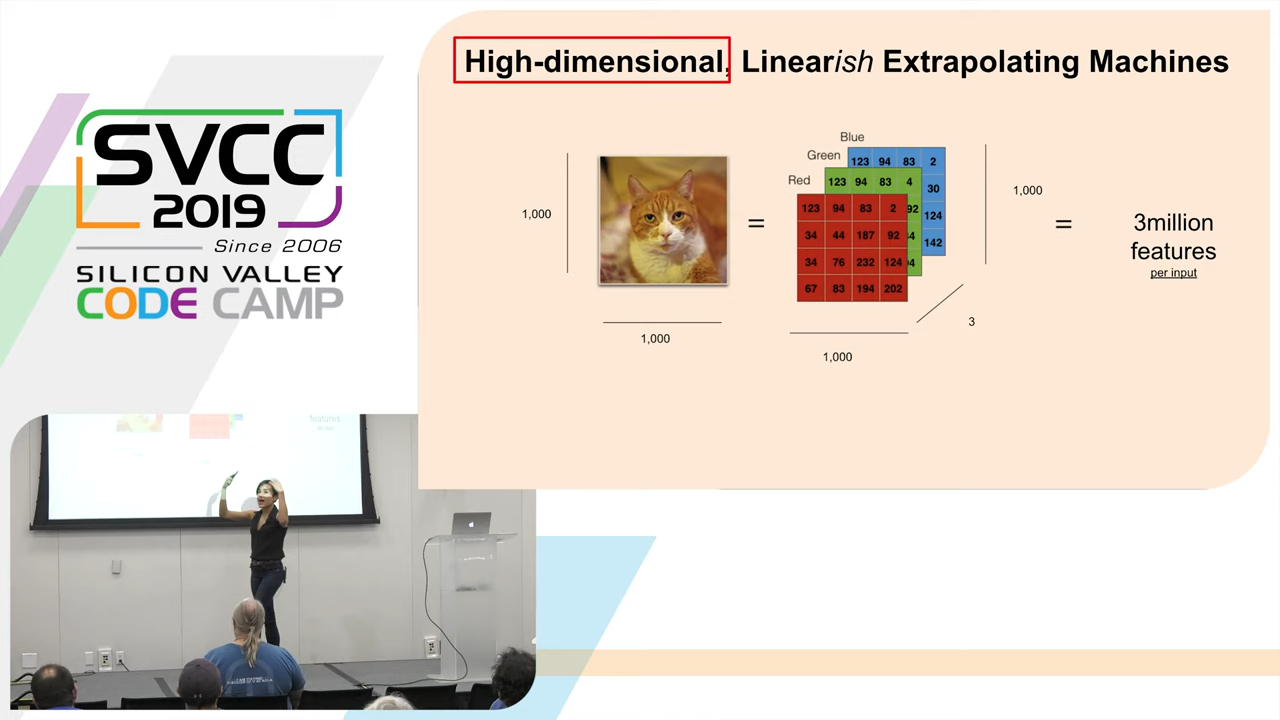 High-dimensional, Linearish Extrapolating Machines
SVCC
2019
Since 2006
SILICON VALLEY
CODE CAMP
Blue
Green
Red
123 94 83 2
30
124
142
123 94 83 4
92
94
123 94 83 2
34 44 187 92
34 76 232 124
67 83 194 202
1,000
1,000
=
1,000
1,000
3
=
3million
features
per input
features